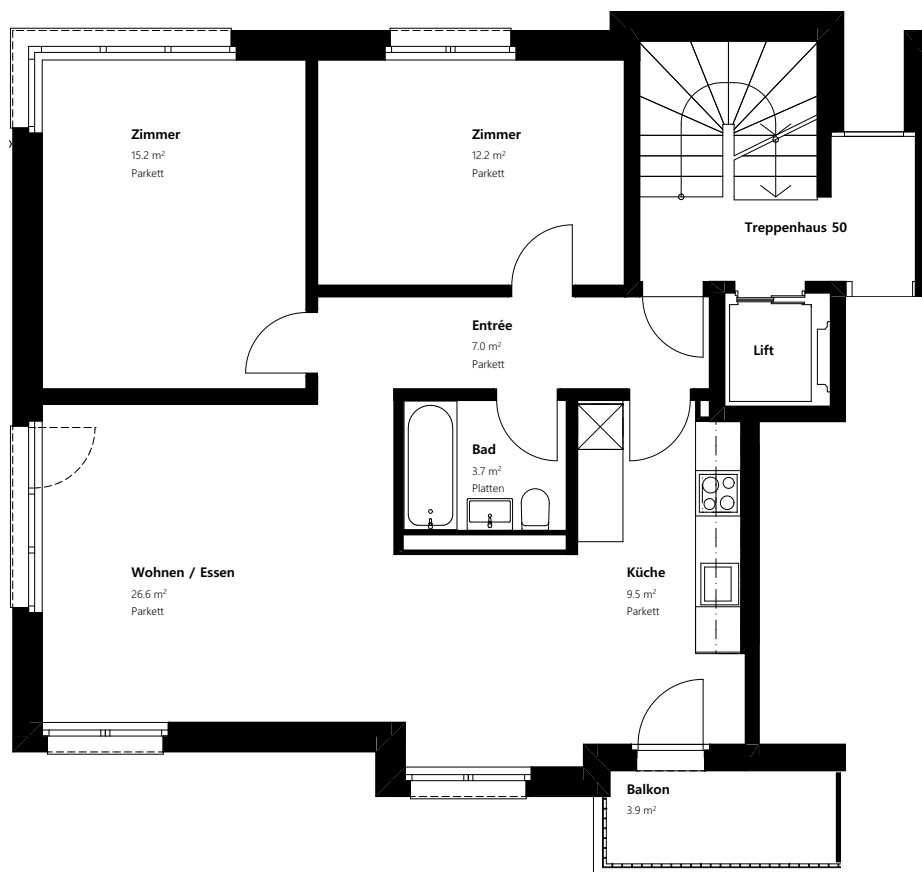 Zimmer
15.2 m²
Parkett
Zimmer
12.2 m²
Parkett
Treppenhaus 50
Entrée
7.0 m²
Parkett
Lift
Bad
3.7 m²
Platten
Wohnen / Essen
26.6 m²
Parkett
Küche
9.5 m²
Parkett
Balkon
3.9 m²